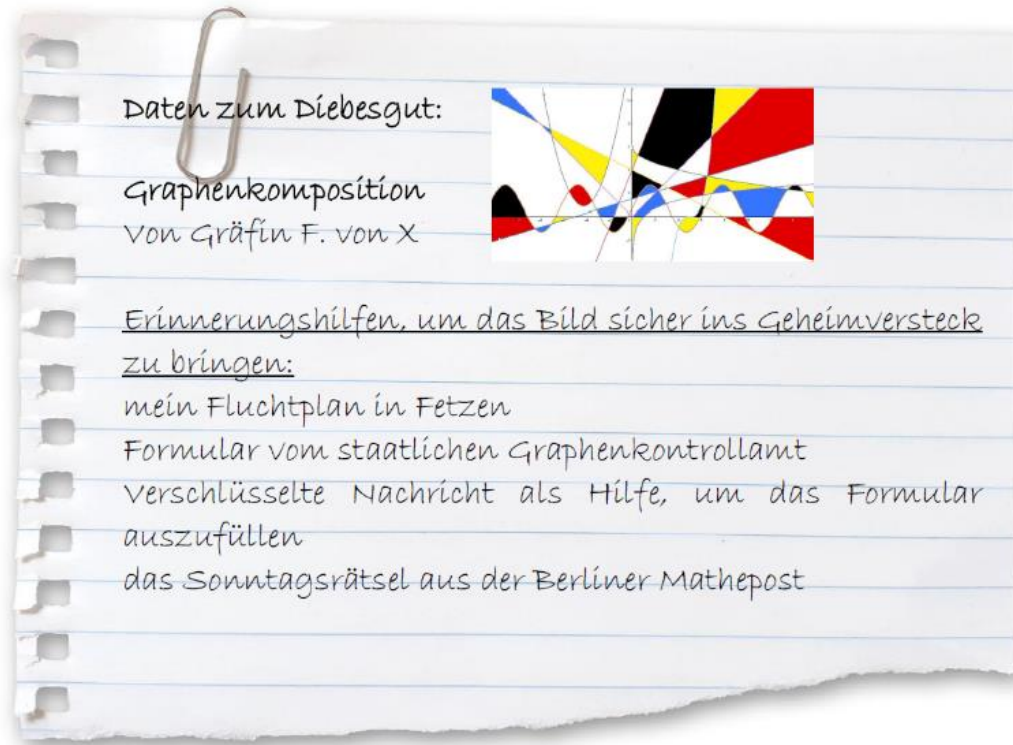 Daten zum Diebesgut:
Graphenkomposition
Von Gräfin F. von X
Erinnerungshilfen, um das Bild sicher ins Geheimversteck
zu bringen:
mein Fluchtplan in Fetzen
Formular vom staatlichen Graphenkontrollamt
Verschlüsselte Nachricht als Hilfe, um das Formular
auszufüllen
das Sonntagsrätsel aus der Berliner Mathepost